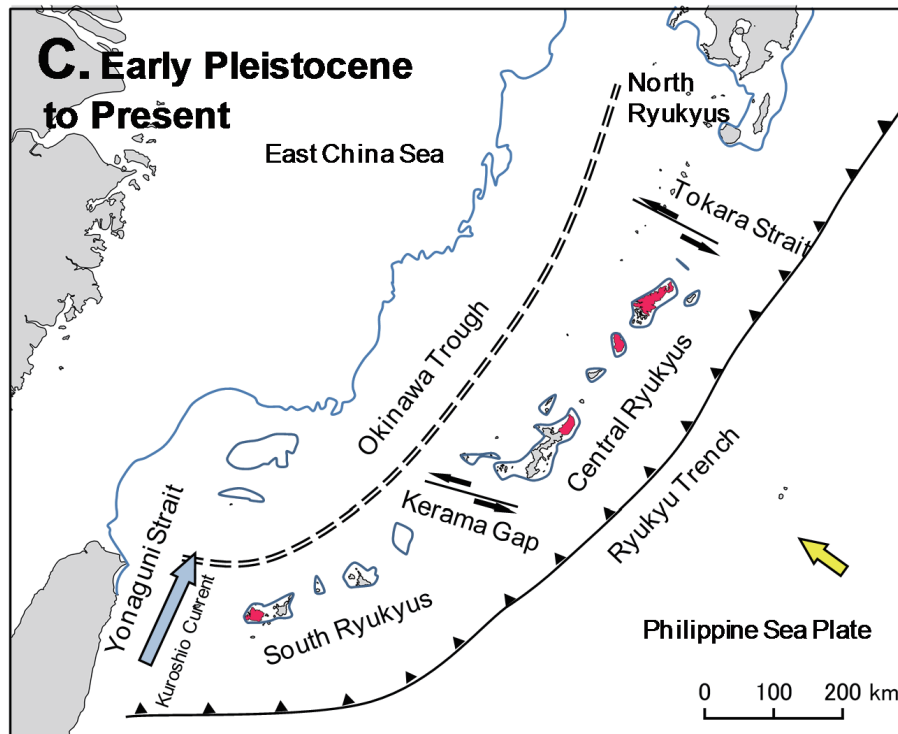 C. Early Pleistocene
to Present
North
Ryukyus
East China Sea
Tokara Strait
Okinawa Trough
Central Ryukyus
Ryukyu Trench
Kerama Gap
Yonaguni Strait
Kuroshio Current
South Ryukyus
Philippine Sea Plate
0 100 200 km